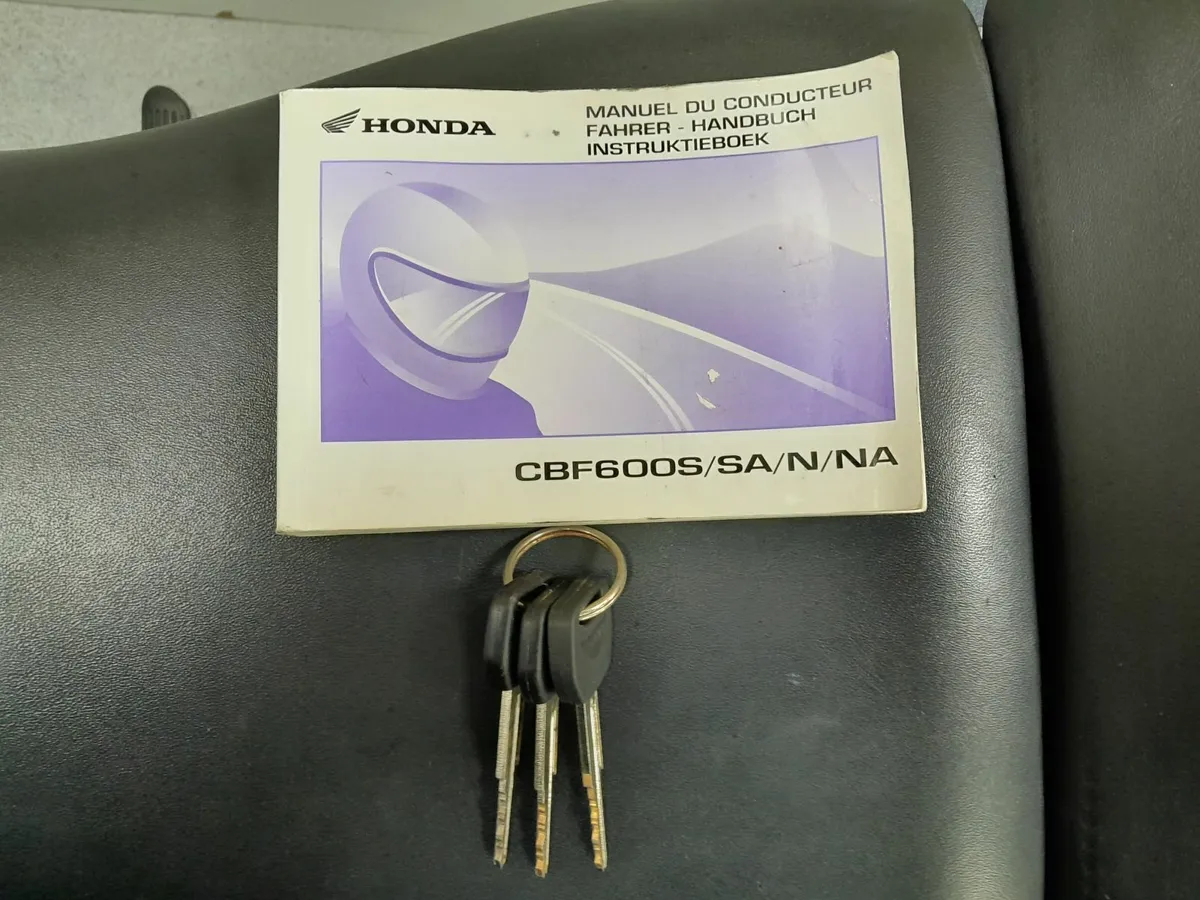 HONDA
MANUEL DU CONDUCTEUR
FAHRER - HANDBUCH
INSTRUKTIEBOEK
CBF600S/SA/N/NA